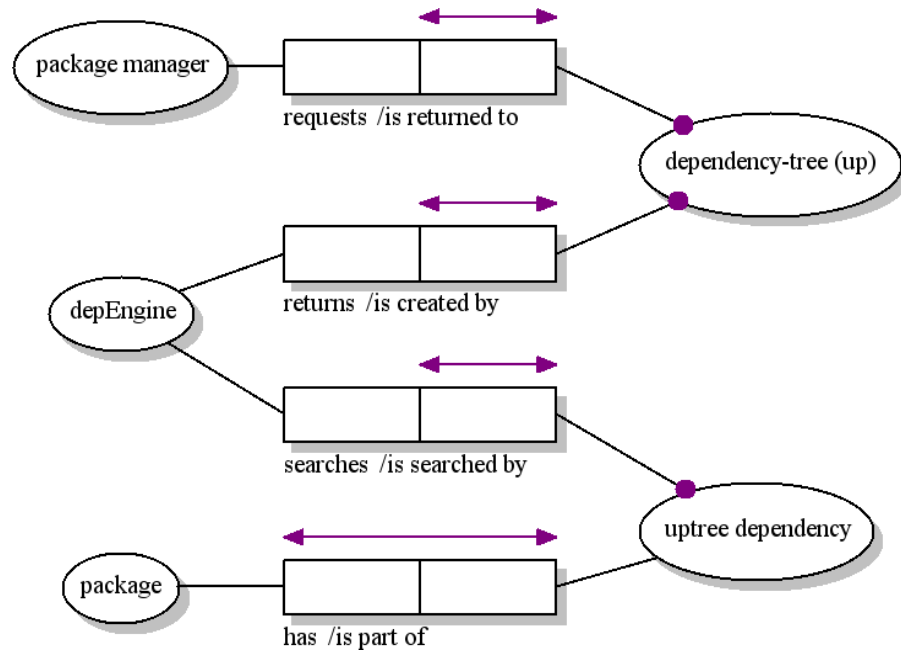 package manager
requests /is returned to
dependency-tree (up)
depEngine
returns /is created by
searches /is searched by
uptree dependency
package
has /is part of